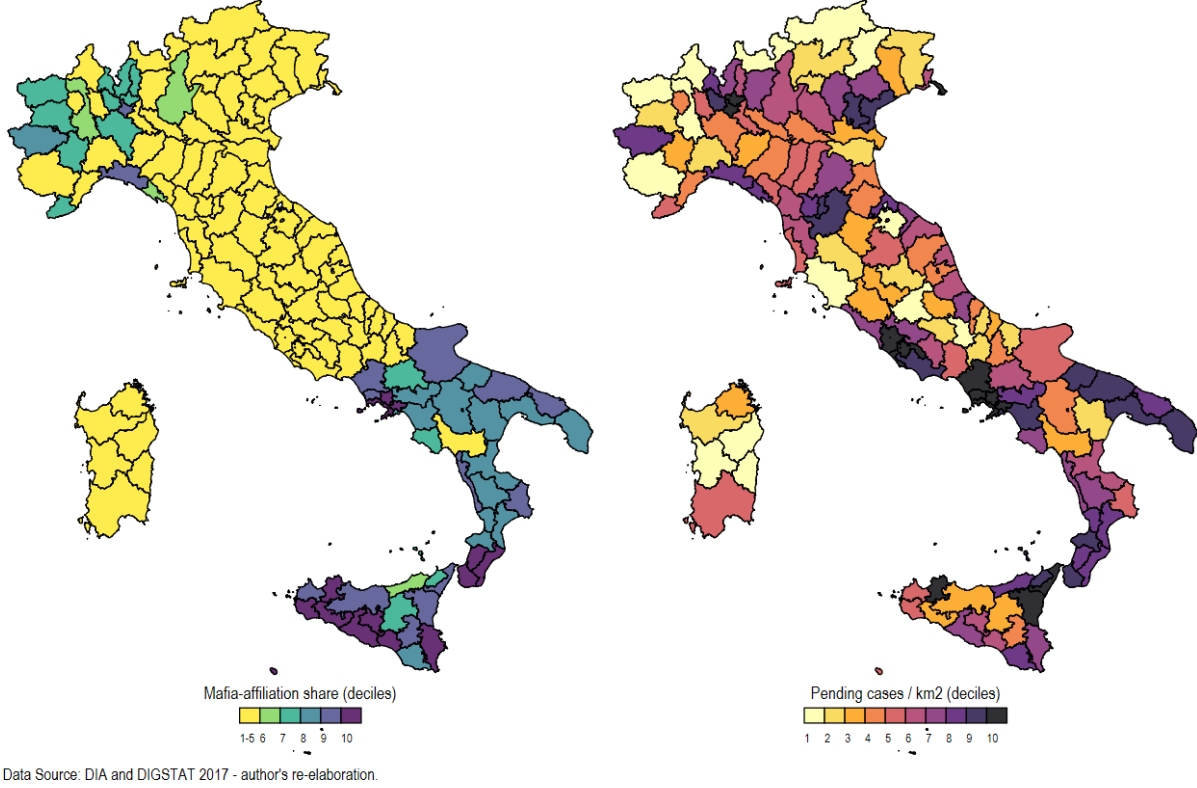 Mafia-affiliation share (deciles)
1-5 6 7 8 9 10
Pending cases / km2 (deciles)
1 2 3 4 5 6 7 8 9 10
Data Source: DIA and DIGSTAT 2017 - author's re-elaboration.